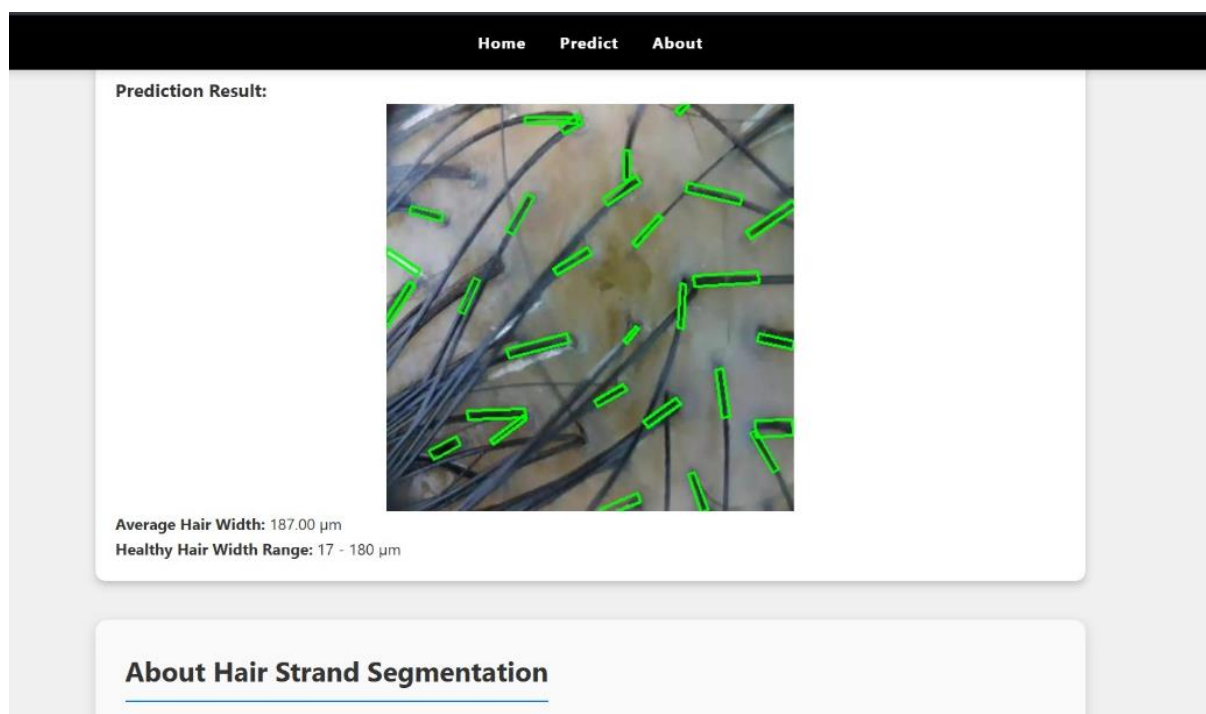 Home Predict About
Prediction Result:
Average Hair Width: 187.00 µm
Healthy Hair Width Range: 17 - 180 µm
About Hair Strand Segmentation